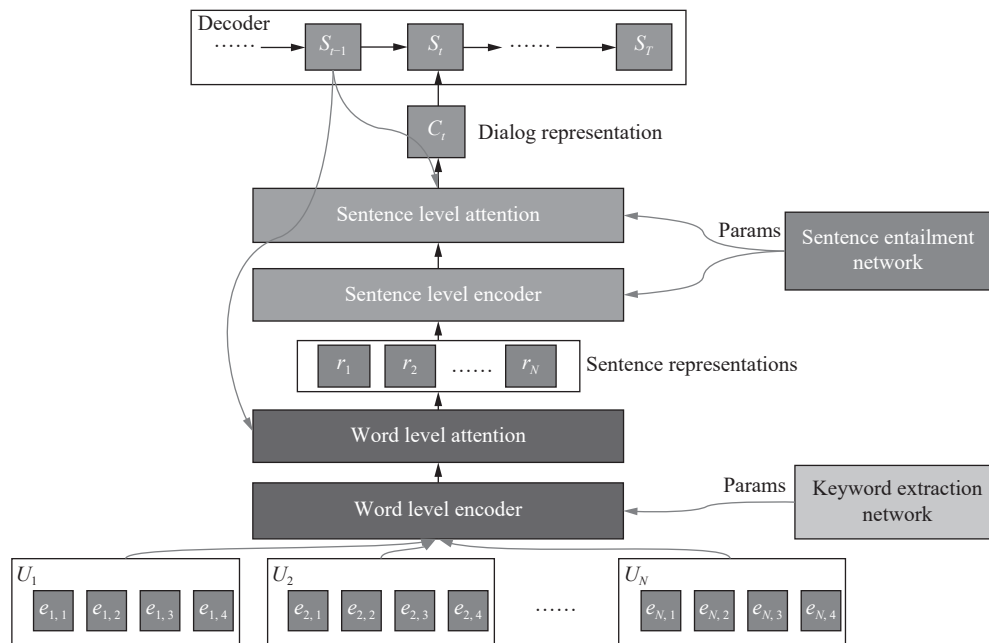 Decoder
…… S_{t−1} S_t …… S_T
C_t Dialog representation
Sentence level attention
Params
Sentence entailment
network
Sentence level encoder
r_1 r_2 …… r_N Sentence representations
Word level attention
Params
Keyword extraction
network
Word level encoder
U_1 U_2 U_N
e_{1, 1} e_{1, 2} e_{1, 3} e_{1, 4} e_{2, 1} e_{2, 2} e_{2, 3} e_{2, 4} …… e_{N, 1} e_{N, 2} e_{N, 3} e_{N, 4}